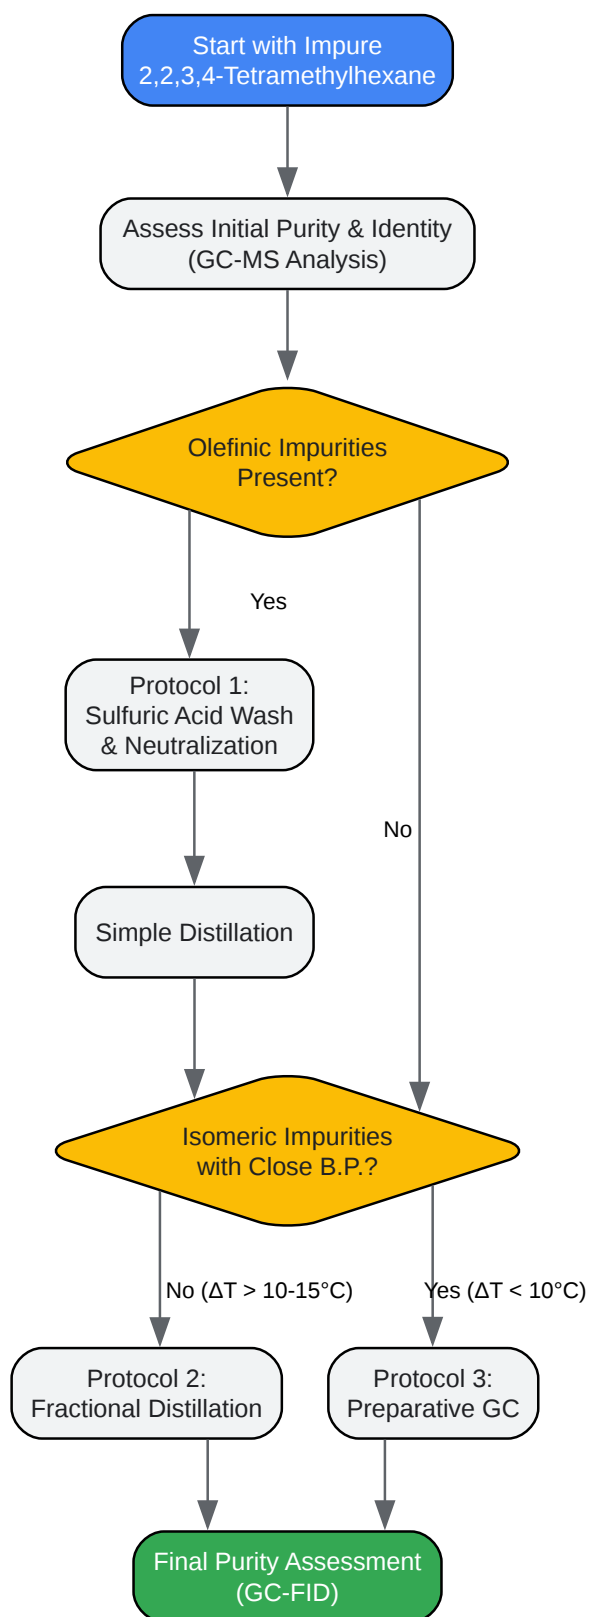 Start with Impure
2,2,3,4-Tetramethylhexane
Assess Initial Purity & Identity
(GC-MS Analysis)
Olefinic Impurities
Present?
Yes
Protocol 1:
Sulfuric Acid Wash
& Neutralization
No
Simple Distillation
Isomeric Impurities
with Close B.P.?
No (ΔT > 10-15°C)
Yes (ΔT < 10°C)
Protocol 2:
Fractional Distillation
Protocol 3:
Preparative GC
Final Purity Assessment
(GC-FID)